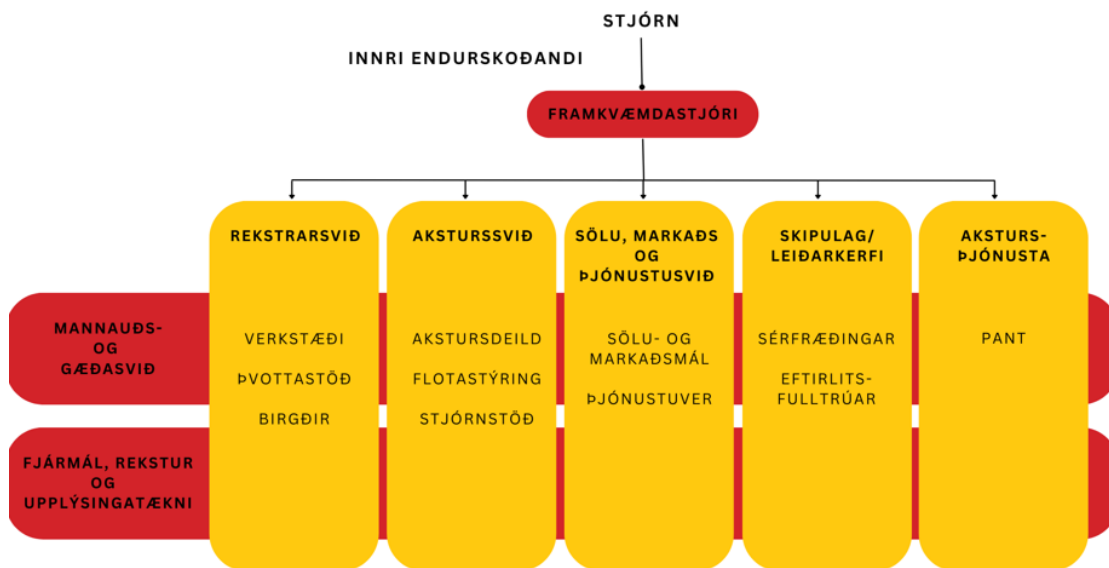 STJÓRN
INNRI ENDURSKOÐANDI
FRAMKVÆMDASTJÓRI
REKSTRARSVIÐ
AKSTURSSVIÐ
SÖLU, MARKAÐS
OG
ÞJÓNUSTUSVIÐ
SKIPULAG/
LEIÐARKERFI
AKSTURS-
ÞJÓNUSTA
MANNAUÐS-
OG
GÆÐASVIÐ
VERKSTÆÐI
ÞVOTTASTÖÐ
BIRGÐIR
AKSTURSDEILD
FLOTASTÝRING
STJÓRNSTÖÐ
SÖLU- OG
MARKAÐSMÁL
ÞJÓNUSTUVER
SÉRFRÆÐINGAR
EFTIRLITS-
FULLTRÚAR
PANT
FJÁRMÁL, REKSTUR
OG
UPPLÝSINGATÆKNI